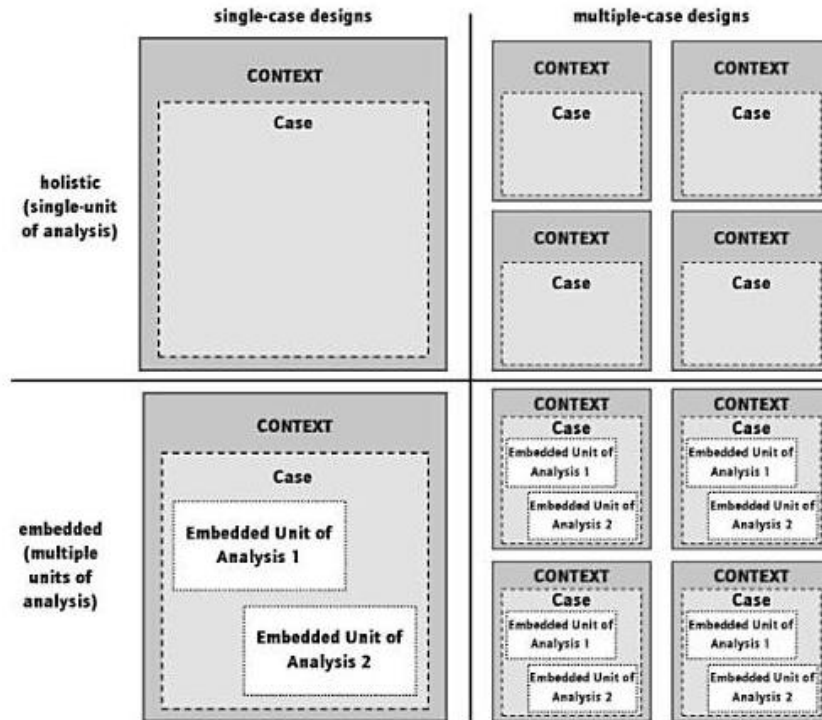 single-case designs
multiple-case designs
CONTEXT
Case
CONTEXT
Case
CONTEXT
Case
holistic
(single-unit
of analysis)
CONTEXT
Case
CONTEXT
Case
CONTEXT
Case
Embedded Unit of
Analysis 1
Embedded Unit of
Analysis 2
embedded
(multiple
units of
analysis)
CONTEXT
Case
Embedded Unit of
Analysis 1
Embedded Unit of
Analysis 2
CONTEXT
Case
Embedded Unit of
Analysis 1
Embedded Unit of
Analysis 2
CONTEXT
Case
Embedded Unit of
Analysis 1
Embedded Unit of
Analysis 2
CONTEXT
Case
Embedded Unit of
Analysis 1
Embedded Unit of
Analysis 2